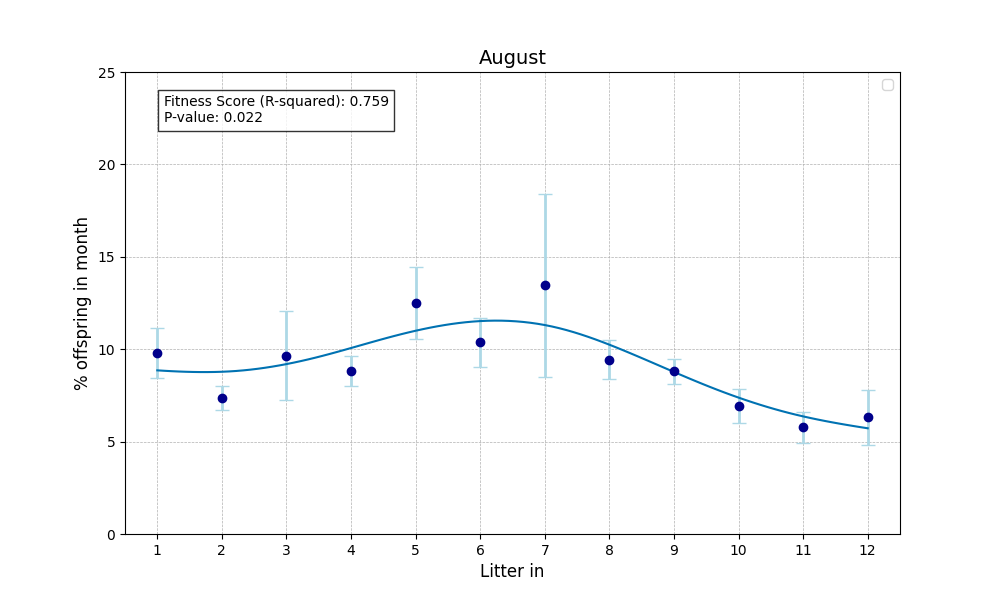 August
Fitness Score (R-squared): 0.759
P-value: 0.022
% offspring in month
25
20
15
10
5
0
1 2 3 4 5 6 7 8 9 10 11 12
Litter in